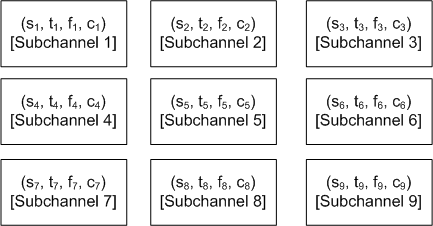 (s₁, t₁, f₁, c₁)
[Subchannel 1]
(s₂, t₂, f₂, c₂)
[Subchannel 2]
(s₃, t₃, f₃, c₃)
[Subchannel 3]
(s₄, t₄, f₄, c₄)
[Subchannel 4]
(s₅, t₅, f₅, c₅)
[Subchannel 5]
(s₆, t₆, f₆, c₆)
[Subchannel 6]
(s₇, t₇, f₇, c₇)
[Subchannel 7]
(s₈, t₈, f₈, c₈)
[Subchannel 8]
(s₉, t₉, f₉, c₉)
[Subchannel 9]